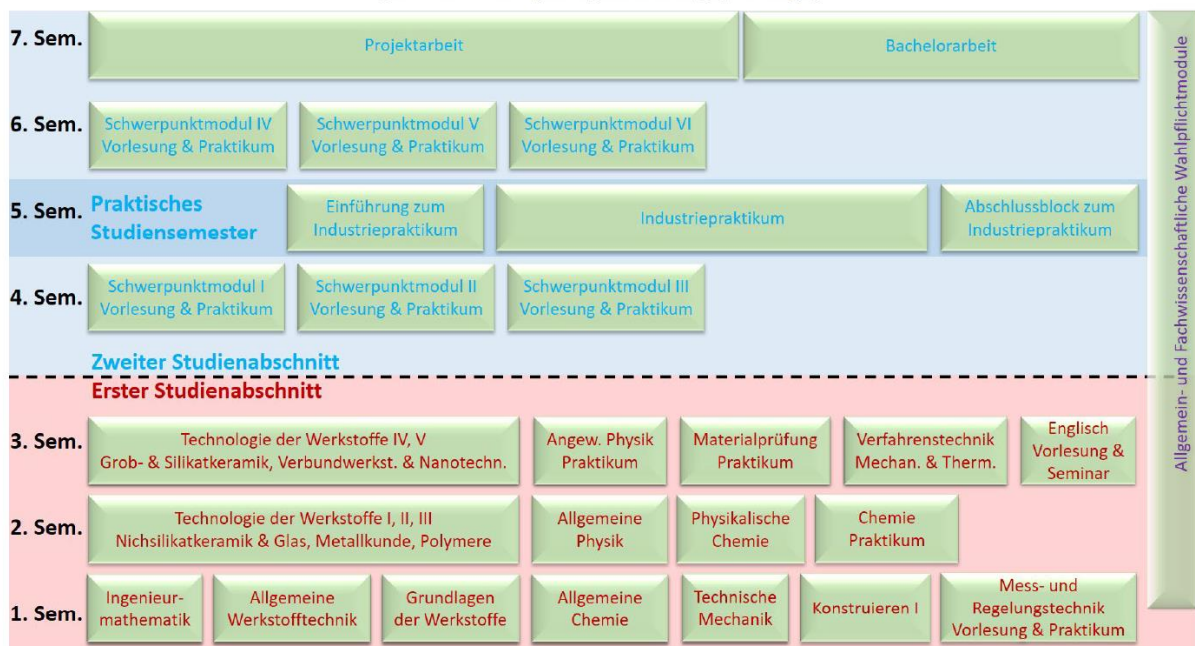 7. Sem.
Projektarbeit
Bachelorarbeit
6. Sem.
Schwerpunktmodul IV
Vorlesung & Praktikum
Schwerpunktmodul V
Vorlesung & Praktikum
Schwerpunktmodul VI
Vorlesung & Praktikum
5. Sem.
Praktisches
Studiensemester
Einführung zum
Industriepraktikum
Industriepraktikum
Abschlussblock zum
Industriepraktikum
4. Sem.
Schwerpunktmodul I
Vorlesung & Praktikum
Schwerpunktmodul II
Vorlesung & Praktikum
Schwerpunktmodul III
Vorlesung & Praktikum
Zweiter Studienabschnitt
Erster Studienabschnitt
3. Sem.
Technologie der Werkstoffe IV, V
Grob- & Silikatkeramik, Verbundwerkst. & Nanotechn.
Angew. Physik
Praktikum
Materialprüfung
Praktikum
Verfahrenstechnik
Mechan. & Therm.
Englisch
Vorlesung &
Seminar
2. Sem.
Technologie der Werkstoffe I, II, III
Nichsilikatkeramik & Glas, Metallkunde, Polymere
Allgemeine
Physik
Physikalische
Chemie
Chemie
Praktikum
1. Sem.
Ingenieur-
mathematik
Allgemeine
Werkstofftechnik
Grundlagen
der Werkstoffe
Allgemeine
Chemie
Technische
Mechanik
Konstruieren I
Mess- und
Regelungstechnik
Vorlesung & Praktikum
Allgemein- und Fachwissenschaftliche Wahlpflichtmodule